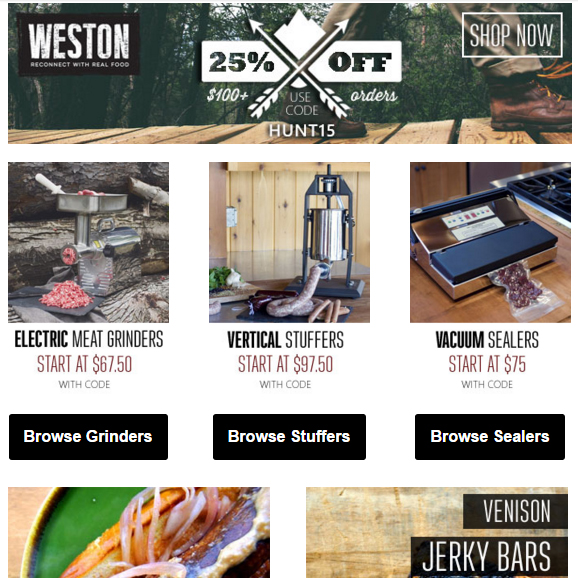 WESTON
RECONNECT WITH REAL FOOD
25% OFF
$100+ orders
USE
CODE
HUNT15
SHOP NOW
ELECTRIC MEAT GRINDERS
START AT $67.50
WITH CODE
Browse Grinders
VERTICAL STUFFERS
START AT $97.50
WITH CODE
Browse Stuffers
VACUUM SEALERS
START AT $75
WITH CODE
Browse Sealers
VENISON
JERKY BARS